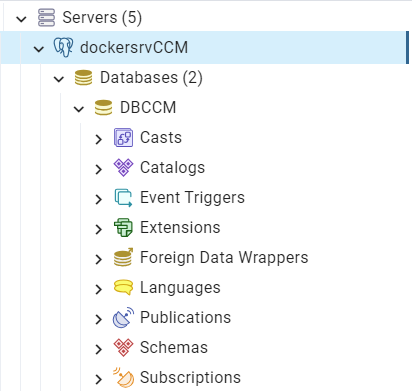 Servers (5)
dockersrvCCM
Databases (2)
DBCCM
Casts
Catalogs
Event Triggers
Extensions
Foreign Data Wrappers
Languages
Publications
Schemas
Subscriptions